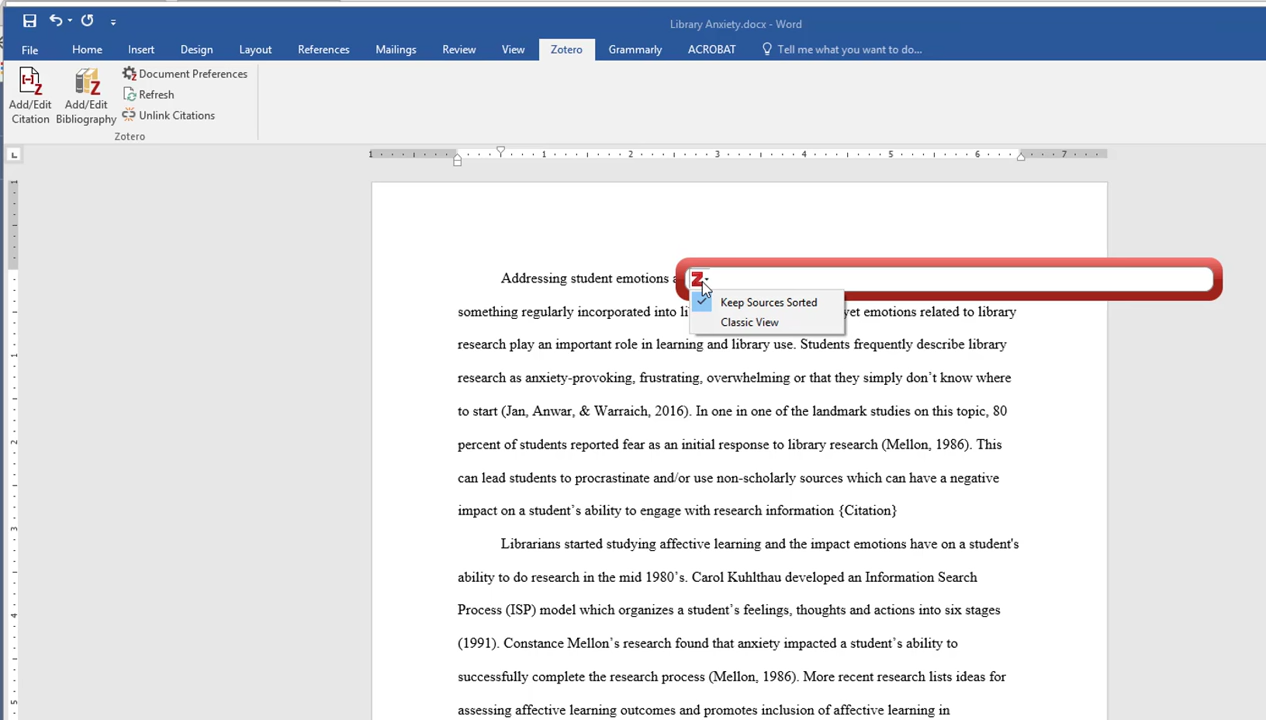 Library Anxiety.docx - Word
File Home Insert Design Layout References Mailings Review View Zotero Grammarly ACROBAT Tell me what you want to do...
Add/Edit Citation
Add/Edit Bibliography
Document Preferences
Refresh
Unlink Citations
Zotero
1 1 2 3 4 5 6 7
Addressing student emotions
Z
Keep Sources Sorted
Classic View
something regularly incorporated into yet emotions related to library
research play an important role in learning and library use. Students frequently describe library
research as anxiety-provoking, frustrating, overwhelming or that they simply don’t know where
to start (Jan, Anwar, & Warraich, 2016). In one in one of the landmark studies on this topic, 80
percent of students reported fear as an initial response to library research (Mellon, 1986). This
can lead students to procrastinate and/or use non-scholarly sources which can have a negative
impact on a student’s ability to engage with research information {Citation}
Librarians started studying affective learning and the impact emotions have on a student's
ability to do research in the mid 1980’s. Carol Kuhlthau developed an Information Search
Process (ISP) model which organizes a student’s feelings, thoughts and actions into six stages
(1991). Constance Mellon’s research found that anxiety impacted a student’s ability to
successfully complete the research process (Mellon, 1986). More recent research lists ideas for
assessing affective learning outcomes and promotes inclusion of affective learning in